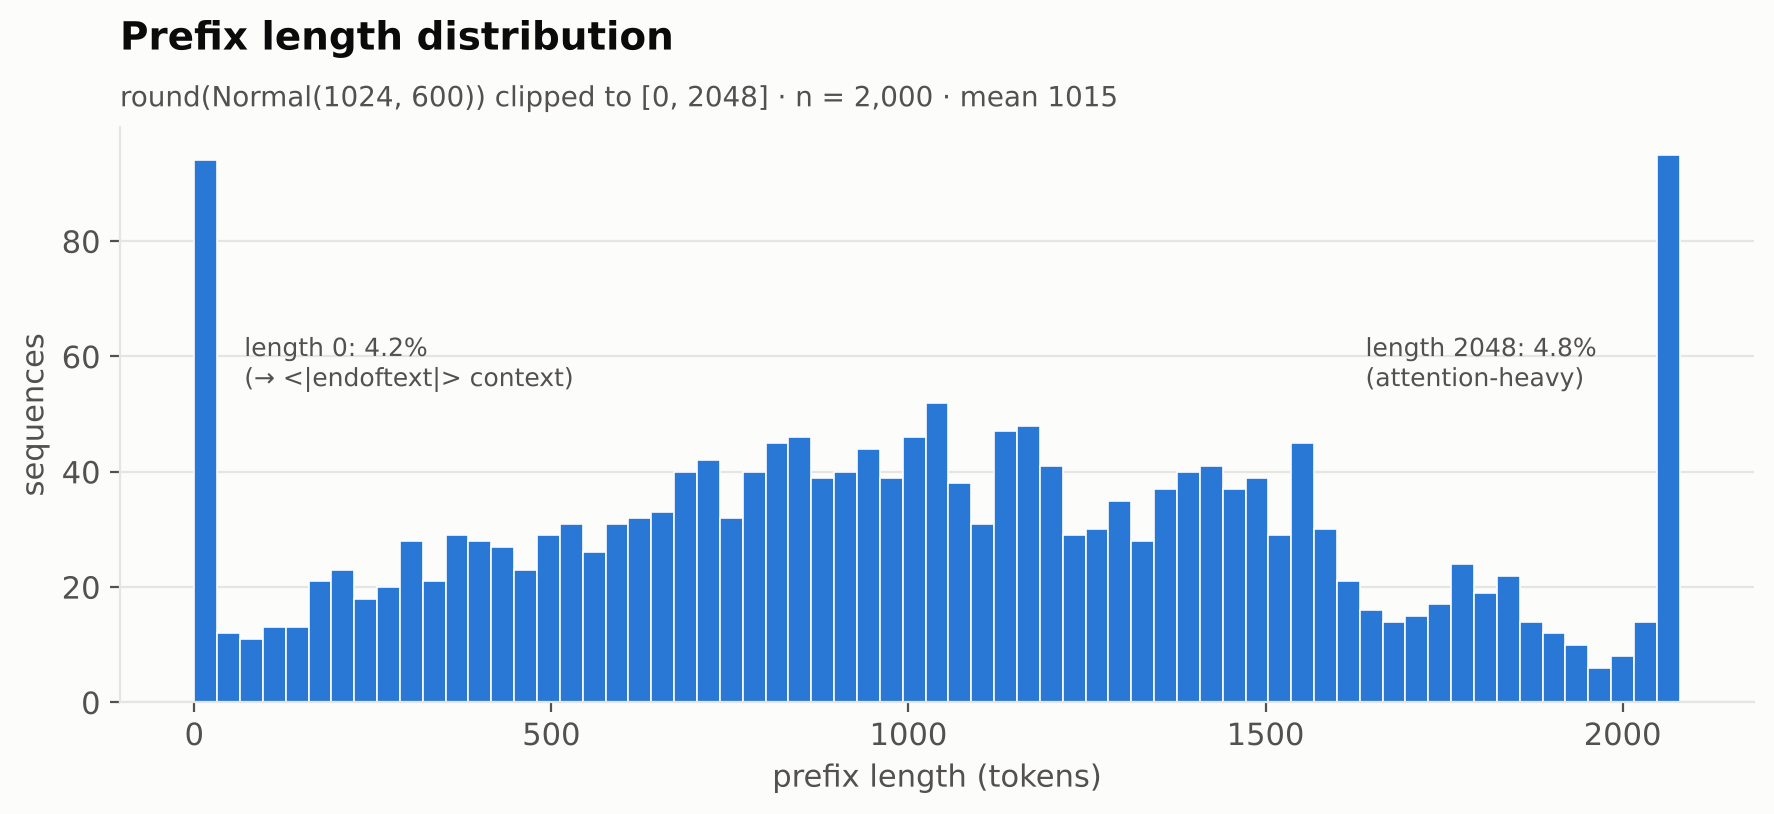 Prefix length distribution
round(Normal(1024, 600)) clipped to [0, 2048] · n = 2,000 · mean 1015
sequences
80
60
40
20
0
length 0: 4.2%
(→ <|endoftext|> context)
length 2048: 4.8%
(attention-heavy)
0 500 1000 1500 2000
prefix length (tokens)